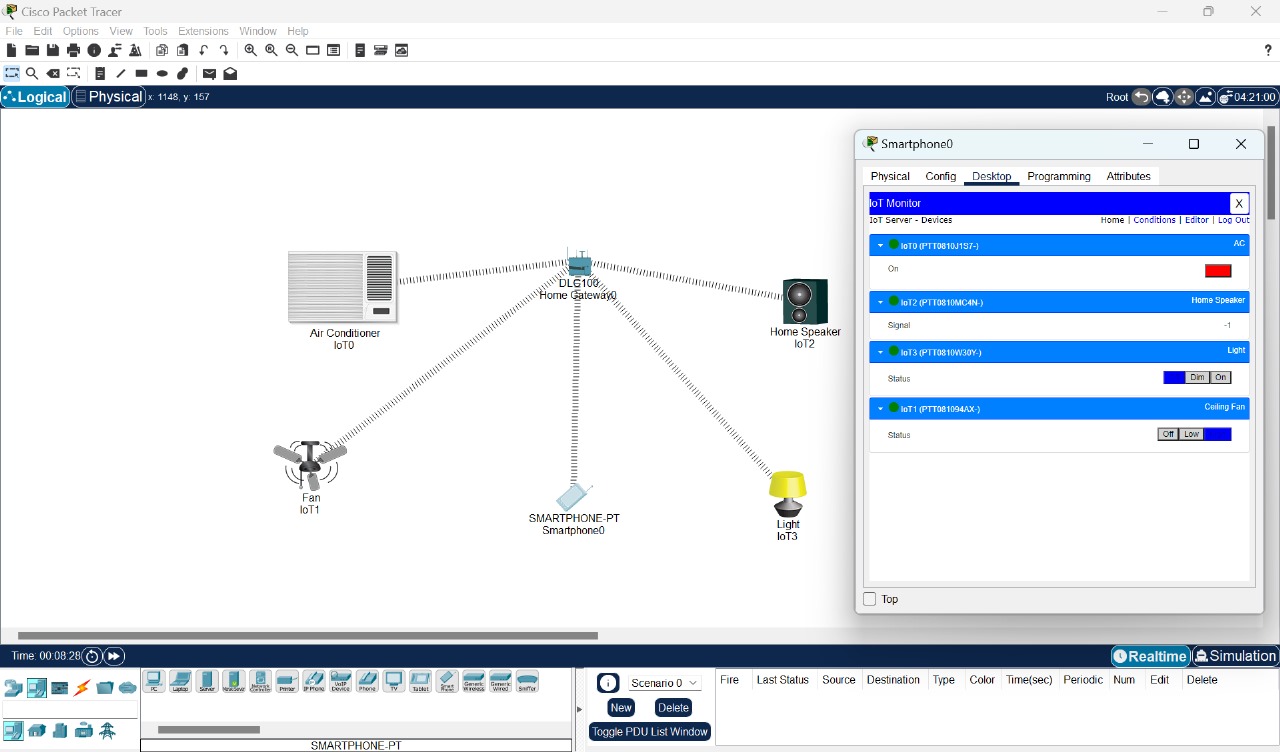 Cisco Packet Tracer
File Edit Options View Tools Extensions Window Help
?
Logical Physical x: 1148, y: 157 Root 04:21:00
Air Conditioner
IoT0
DLC100
Home Gateway0
Home Speaker
IoT2
Fan
IoT1
SMARTPHONE-PT
Smartphone0
Light
IoT3
Smartphone0
Physical Config Desktop Programming Attributes
IoT Monitor X
IoT Server - Devices Home | Conditions | Editor | Log Out
IoT0 (PTT0810J1S7-) AC
On
IoT2 (PTT0810MC4N-) Home Speaker
Signal -1
IoT3 (PTT0810W30Y-) Light
Status Dim On
IoT1 (PTT081094AX-) Ceiling Fan
Status Off Low
Top
Time: 00:08:28 Realtime Simulation
PC Laptop Server Printer IP Phone VoIP Device Phone TV Tablet Smart Phone Generic Wireless Generic Wired Sniffer
SMARTPHONE-PT
Scenario 0
New Delete
Toggle PDU List Window
Fire Last Status Source Destination Type Color Time(sec) Periodic Num Edit Delete